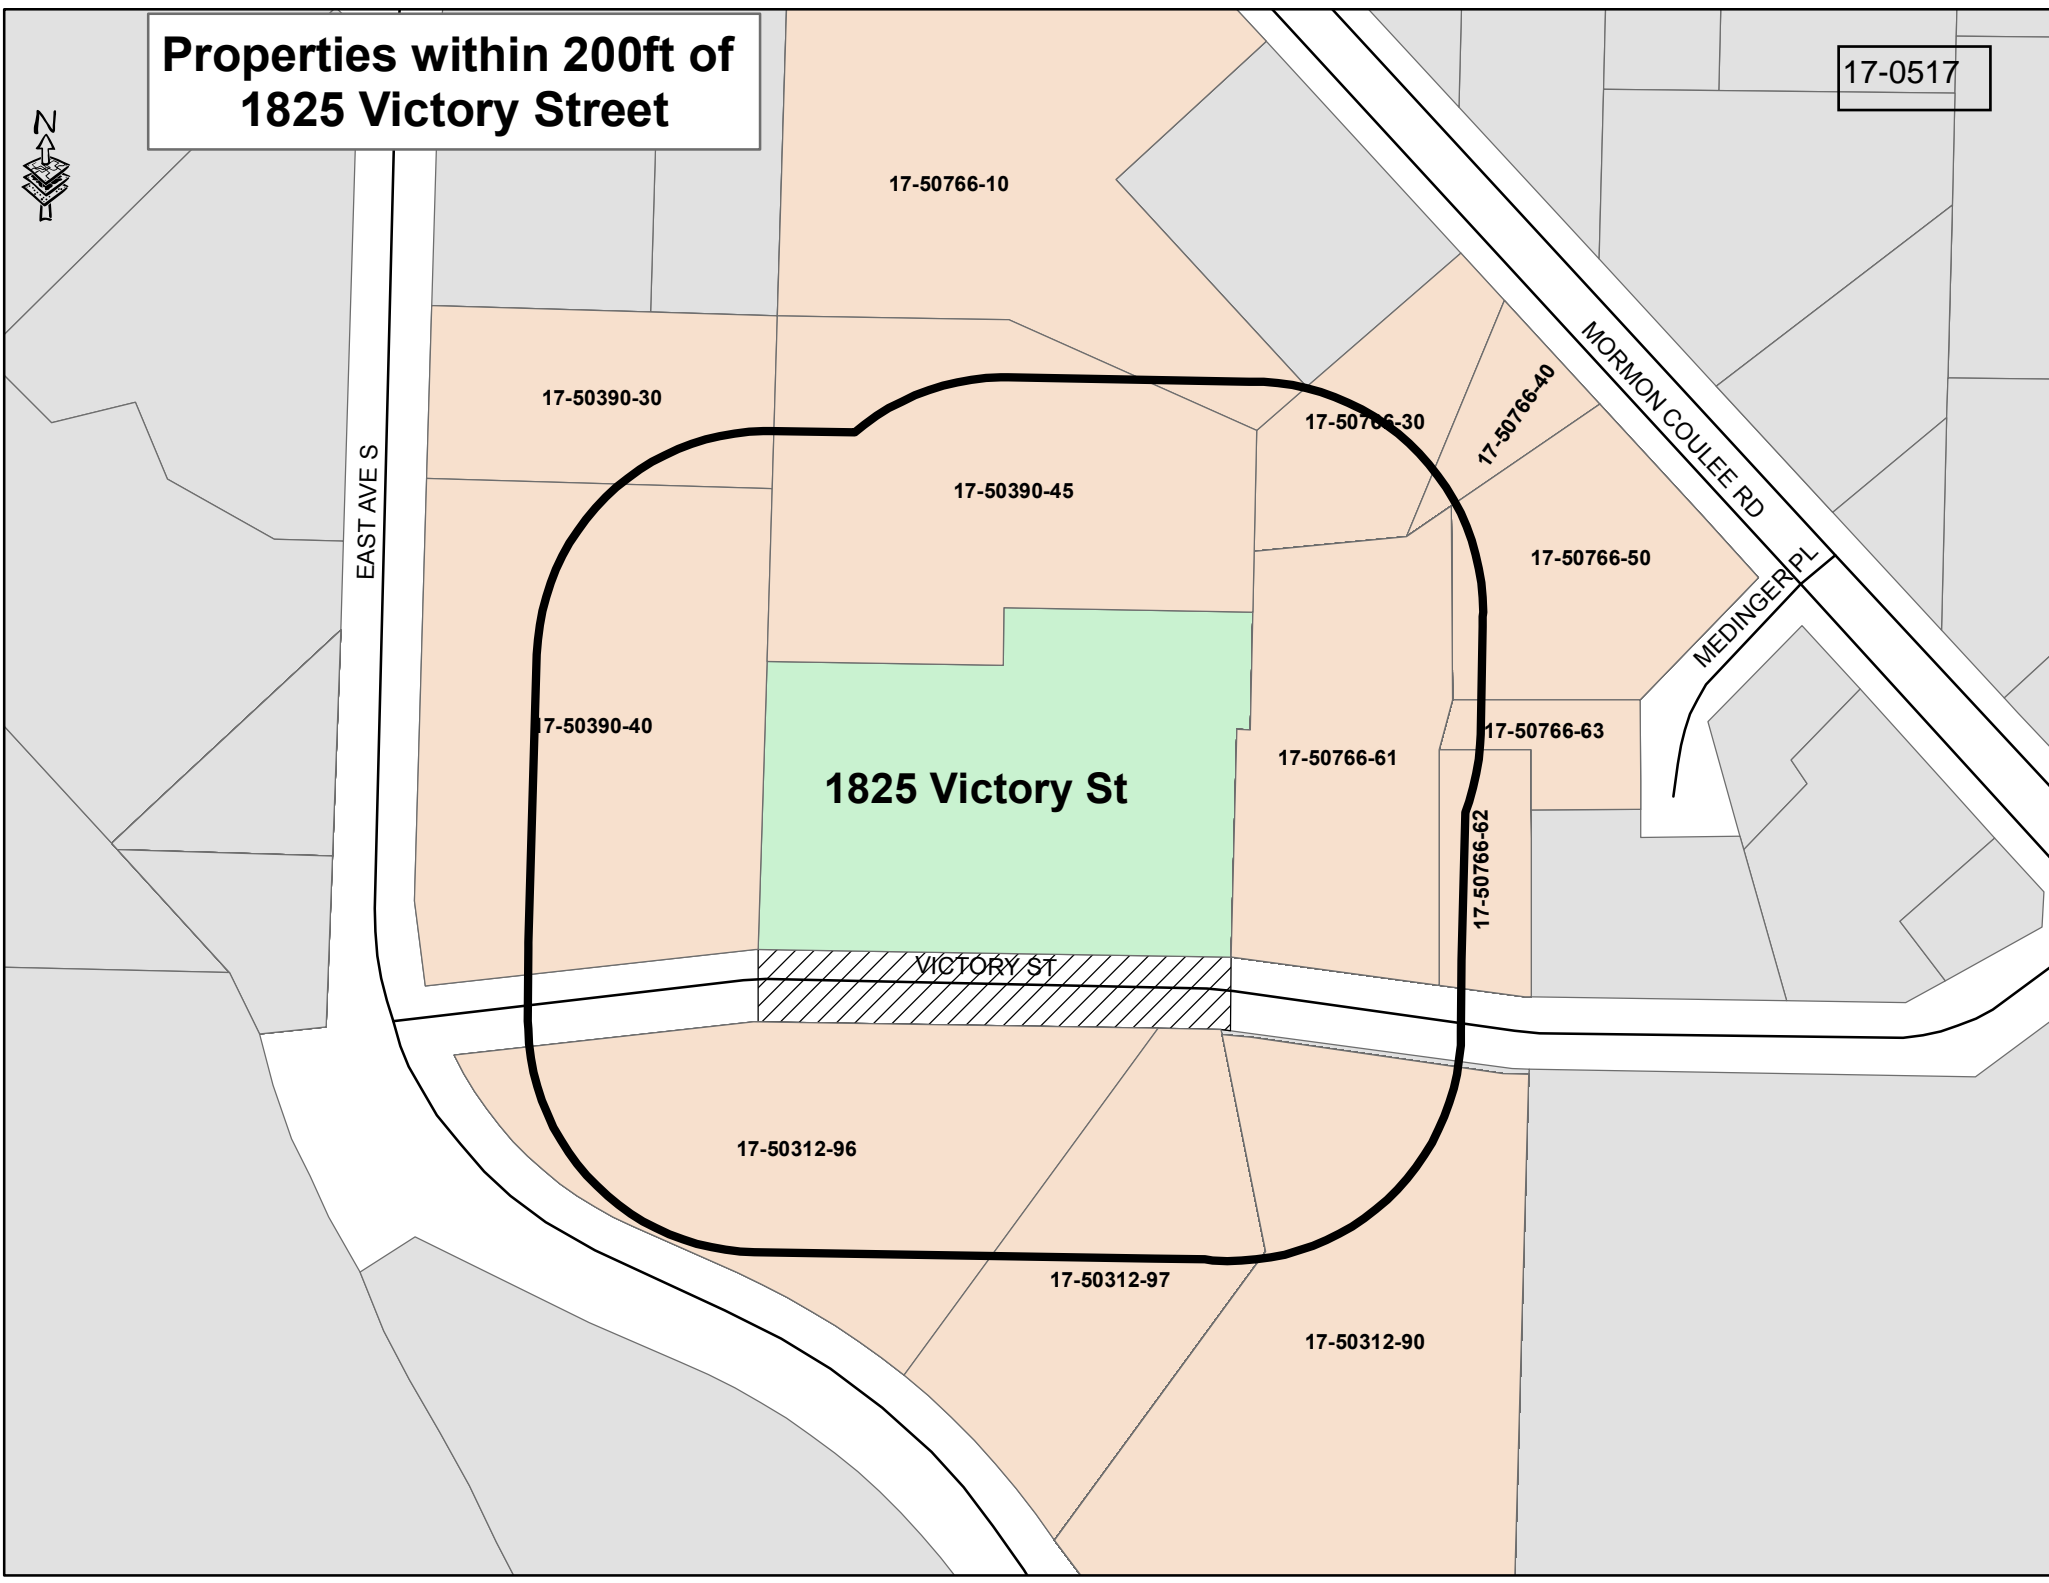 Properties within 200ft of
1825 Victory Street
17-0517
N
17-50766-10
17-50390-30
17-50766-30
17-50766-40
MORMON COULEE RD
EAST AVE S
17-50390-45
17-50766-50
MEDINGER PL
17-50390-40
17-50766-61
17-50766-63
1825 Victory St
17-50766-62
VICTORY ST
17-50312-96
17-50312-97
17-50312-90